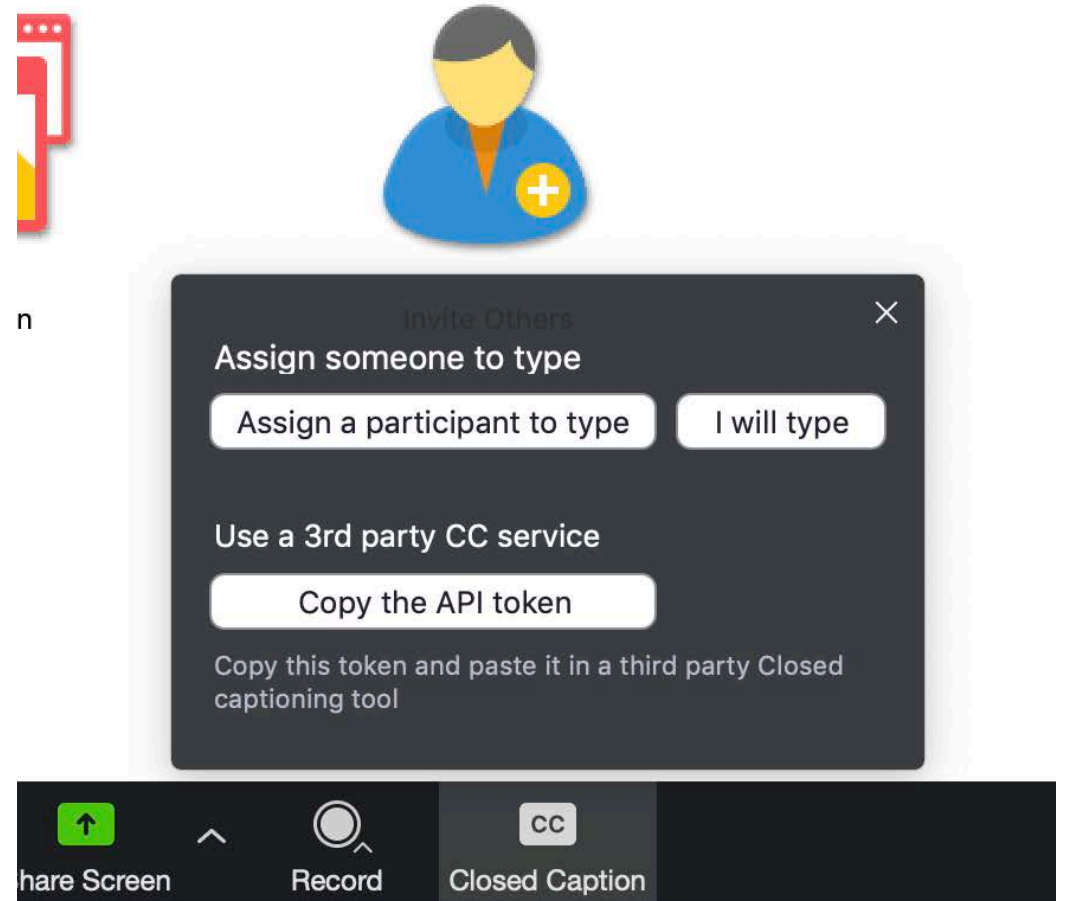 n
Invite Others
Assign someone to type
Assign a participant to type
I will type
Use a 3rd party CC service
Copy the API token
Copy this token and paste it in a third party Closed
captioning tool
CC
hare Screen
Record
Closed Caption